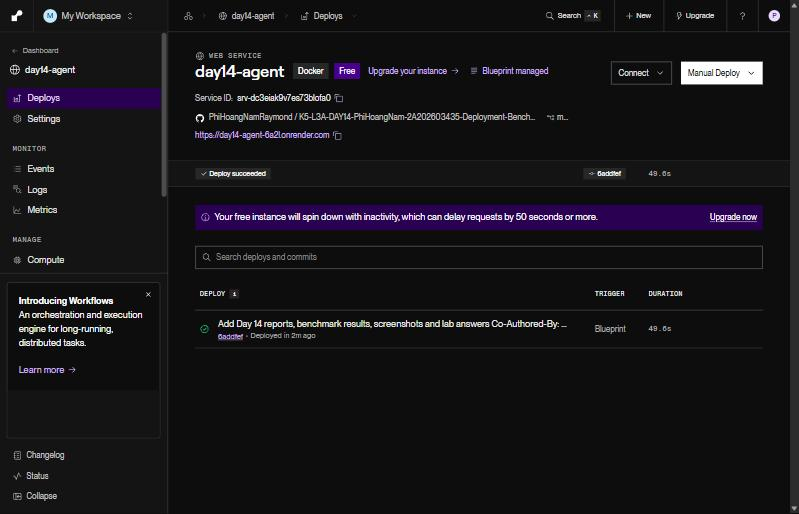 M My Workspace
day14-agent
Deploys
Search
K
New
Upgrade
?
P
Dashboard
day14-agent
Deploys
Settings
MONITOR
Events
Logs
Metrics
MANAGE
Compute
Introducing Workflows
An orchestration and execution
engine for long-running,
distributed tasks.
Learn more →
Changelog
Status
Collapse
WEB SERVICE
day14-agent Docker Free Upgrade your instance → Blueprint managed
Connect
Manual Deploy
Service ID: srv-dc3eiak9v7es73blofa0
PhiHoangNamRaymond / K5-L3A-DAY14-PhiHoangNam-2A202603435-Deployment-Bench... m...
https://day14-agent-6a2l.onrender.com
Deploy succeeded 6addfef 49.6s
Your free instance will spin down with inactivity, which can delay requests by 50 seconds or more. Upgrade now
Search deploys and commits
DEPLOY 1 TRIGGER DURATION
Add Day 14 reports, benchmark results, screenshots and lab answers Co-Authored-By: ...
6addfef • Deployed in 2m ago
Blueprint 49.6s